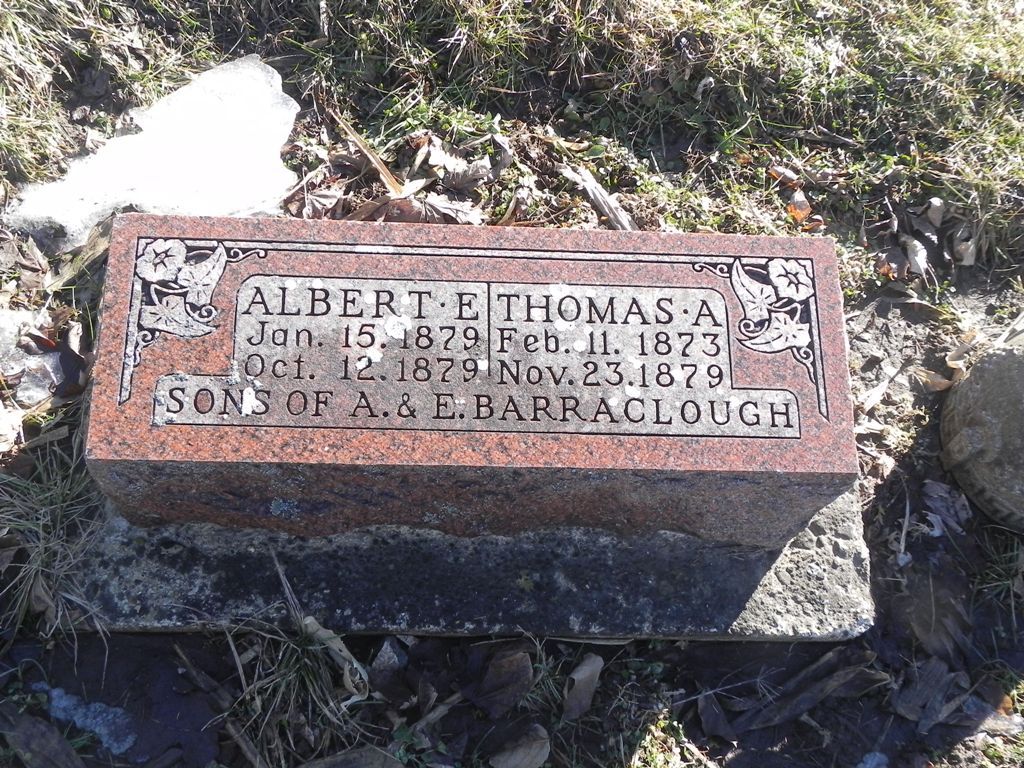 ALBERT·E
Jan. 15. 1879
Oct. 12. 1879
THOMAS·A
Feb. 11. 1873
Nov. 23. 1879
SONS OF A. & E. BARRACLOUGH